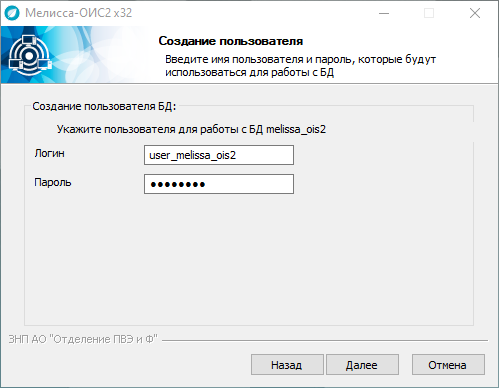 Мелисса-ОИС2 x32
Создание пользователя
Введите имя пользователя и пароль, которые будут
использоваться для работы с БД
Создание пользователя БД:
Укажите пользователя для работы с БД melissa_ois2
Логин
user_melissa_ois2
Пароль
●●●●●●●●
ЗНП АО "Отделение ПВЭ и Ф"
Назад
Далее
Отмена